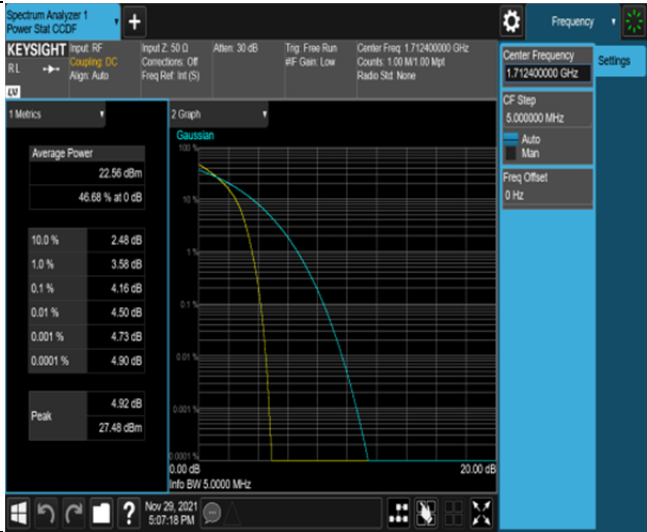 Spectrum Analyzer 1
Power Stat CCDF
Frequency
KEYSIGHT
RL
LV
Input: RF
Coupling: DC
Align: Auto
Input Z: 50 Ω
Corrections: Off
Freq Ref: Int (S)
Atten: 30 dB
Trig: Free Run
#IF Gain: Low
Center Freq: 1.712400000 GHz
Counts: 1.00 M/1.00 Mpt
Radio Std: None
Center Frequency
1.712400000 GHz
Settings
CF Step
5.000000 MHz
Auto
Man
Freq Offset
0 Hz
1 Metrics
Average Power
22.56 dBm
46.68 % at 0 dB
10.0 % 2.48 dB
1.0 % 3.58 dB
0.1 % 4.16 dB
0.01 % 4.50 dB
0.001 % 4.73 dB
0.0001 % 4.90 dB
Peak
4.92 dB
27.48 dBm
2 Graph
Gaussian
100 %
10 %
1 %
0.1 %
0.01 %
0.001 %
0.0001 %
0.00 dB 20.00 dB
Info BW 5.0000 MHz
?
Nov 29, 2021
5:07:18 PM